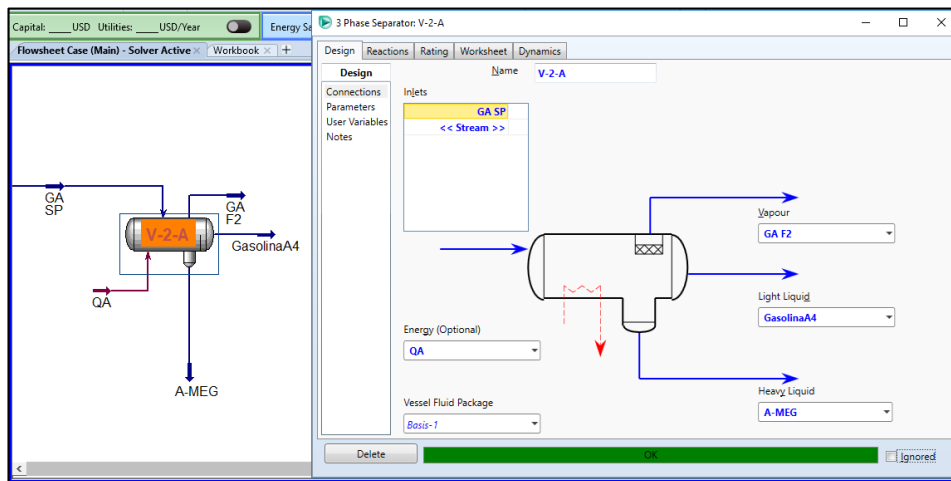 Capital: ____USD Utilities: ____USD/Year
Energy Sa
Flowsheet Case (Main) - Solver Active ×
Workbook × +
GA
SP
V-2-A
GA
F2
GasolinaA4
QA
A-MEG
<
3 Phase Separator: V-2-A
Design Reactions Rating Worksheet Dynamics
Design
Connections
Parameters
User Variables
Notes
Name V-2-A
Inlets
GA SP
<< Stream >>
Vapour
GA F2
Light Liquid
GasolinaA4
Energy (Optional)
QA
Heavy Liquid
A-MEG
Vessel Fluid Package
Basis-1
Delete
OK
Ignored